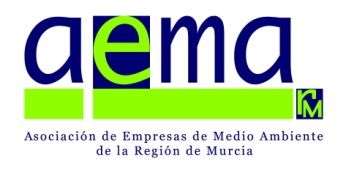 aema
rM
Asociación de Empresas de Medio Ambiente
de la Región de Murcia